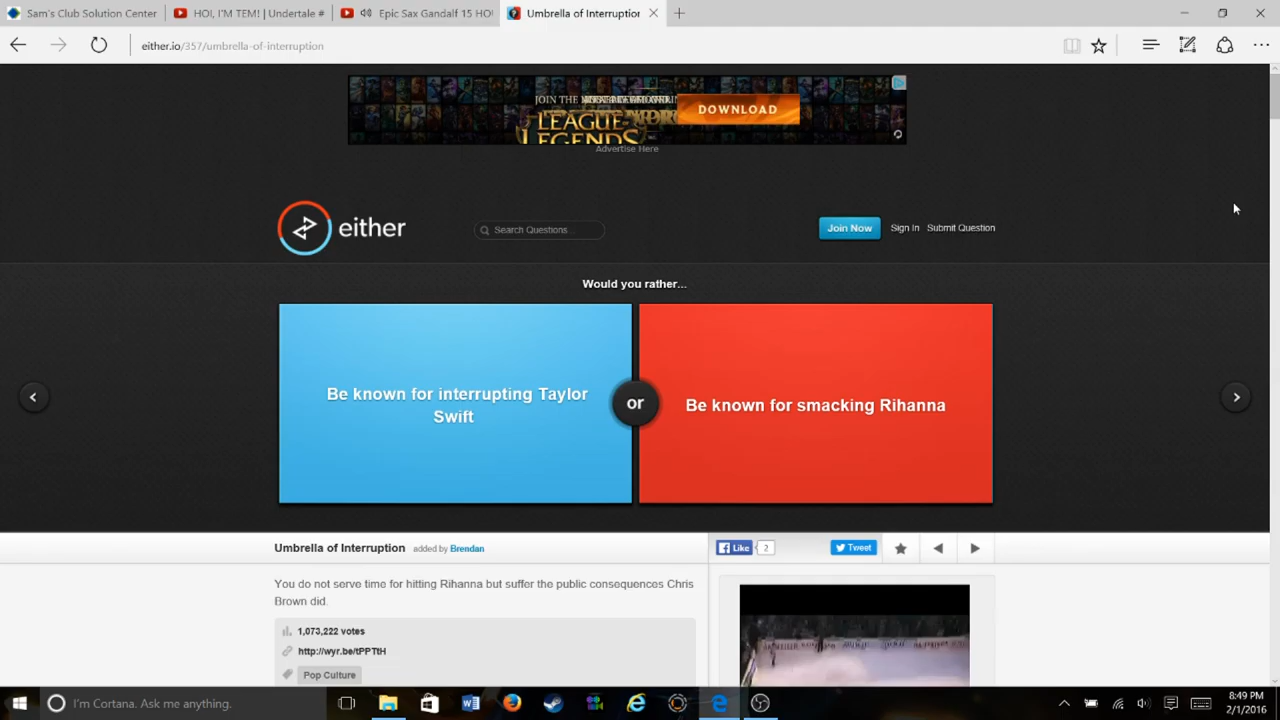 Sam's Club Solution Center
HOI, I'M TEM! | Undertale #
Epic Sax Gandalf 15 HOU
Umbrella of Interruption
either.io/357/umbrella-of-interruption
JOIN THE
DOWNLOAD
LEAGUE
LEGENDS
Advertise Here
either
Search Questions...
Join Now
Sign In
Submit Question
Would you rather...
Be known for interrupting Taylor
Swift
or
Be known for smacking Rihanna
Umbrella of Interruption added by Brendan
Like 2
Tweet
You do not serve time for hitting Rihanna but suffer the public consequences Chris
Brown did.
1,073,222 votes
http://wyr.be/tPPTtH
Pop Culture
I'm Cortana. Ask me anything.
8:49 PM
2/1/2016